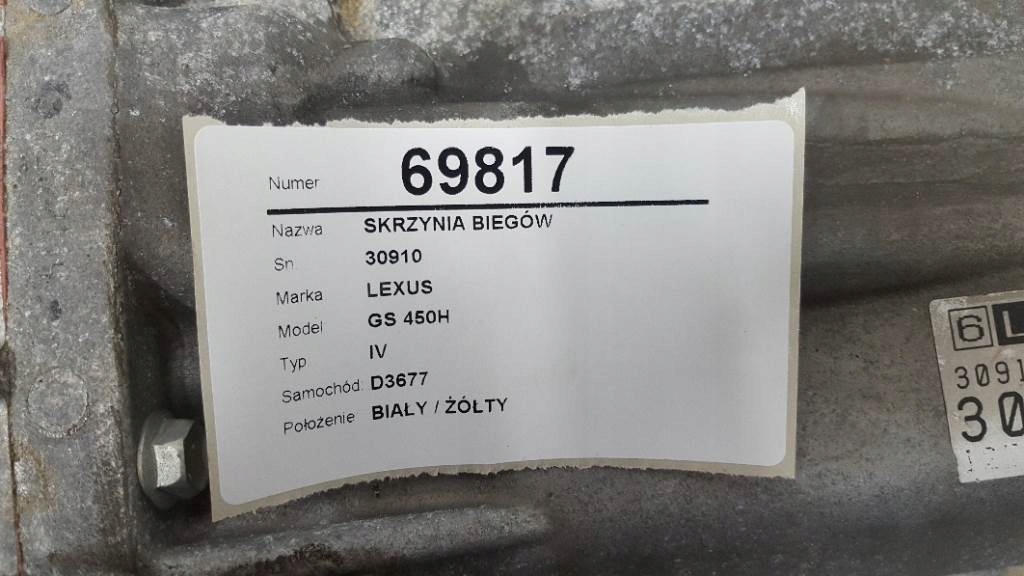 Numer 69817
Nazwa SKRZYNIA BIEGÓW
Sn. 30910
Marka LEXUS
Model GS 450H
Typ IV
Samochód D3677
Położenie BIAŁY / ŻÓŁTY
6 L
3091
30